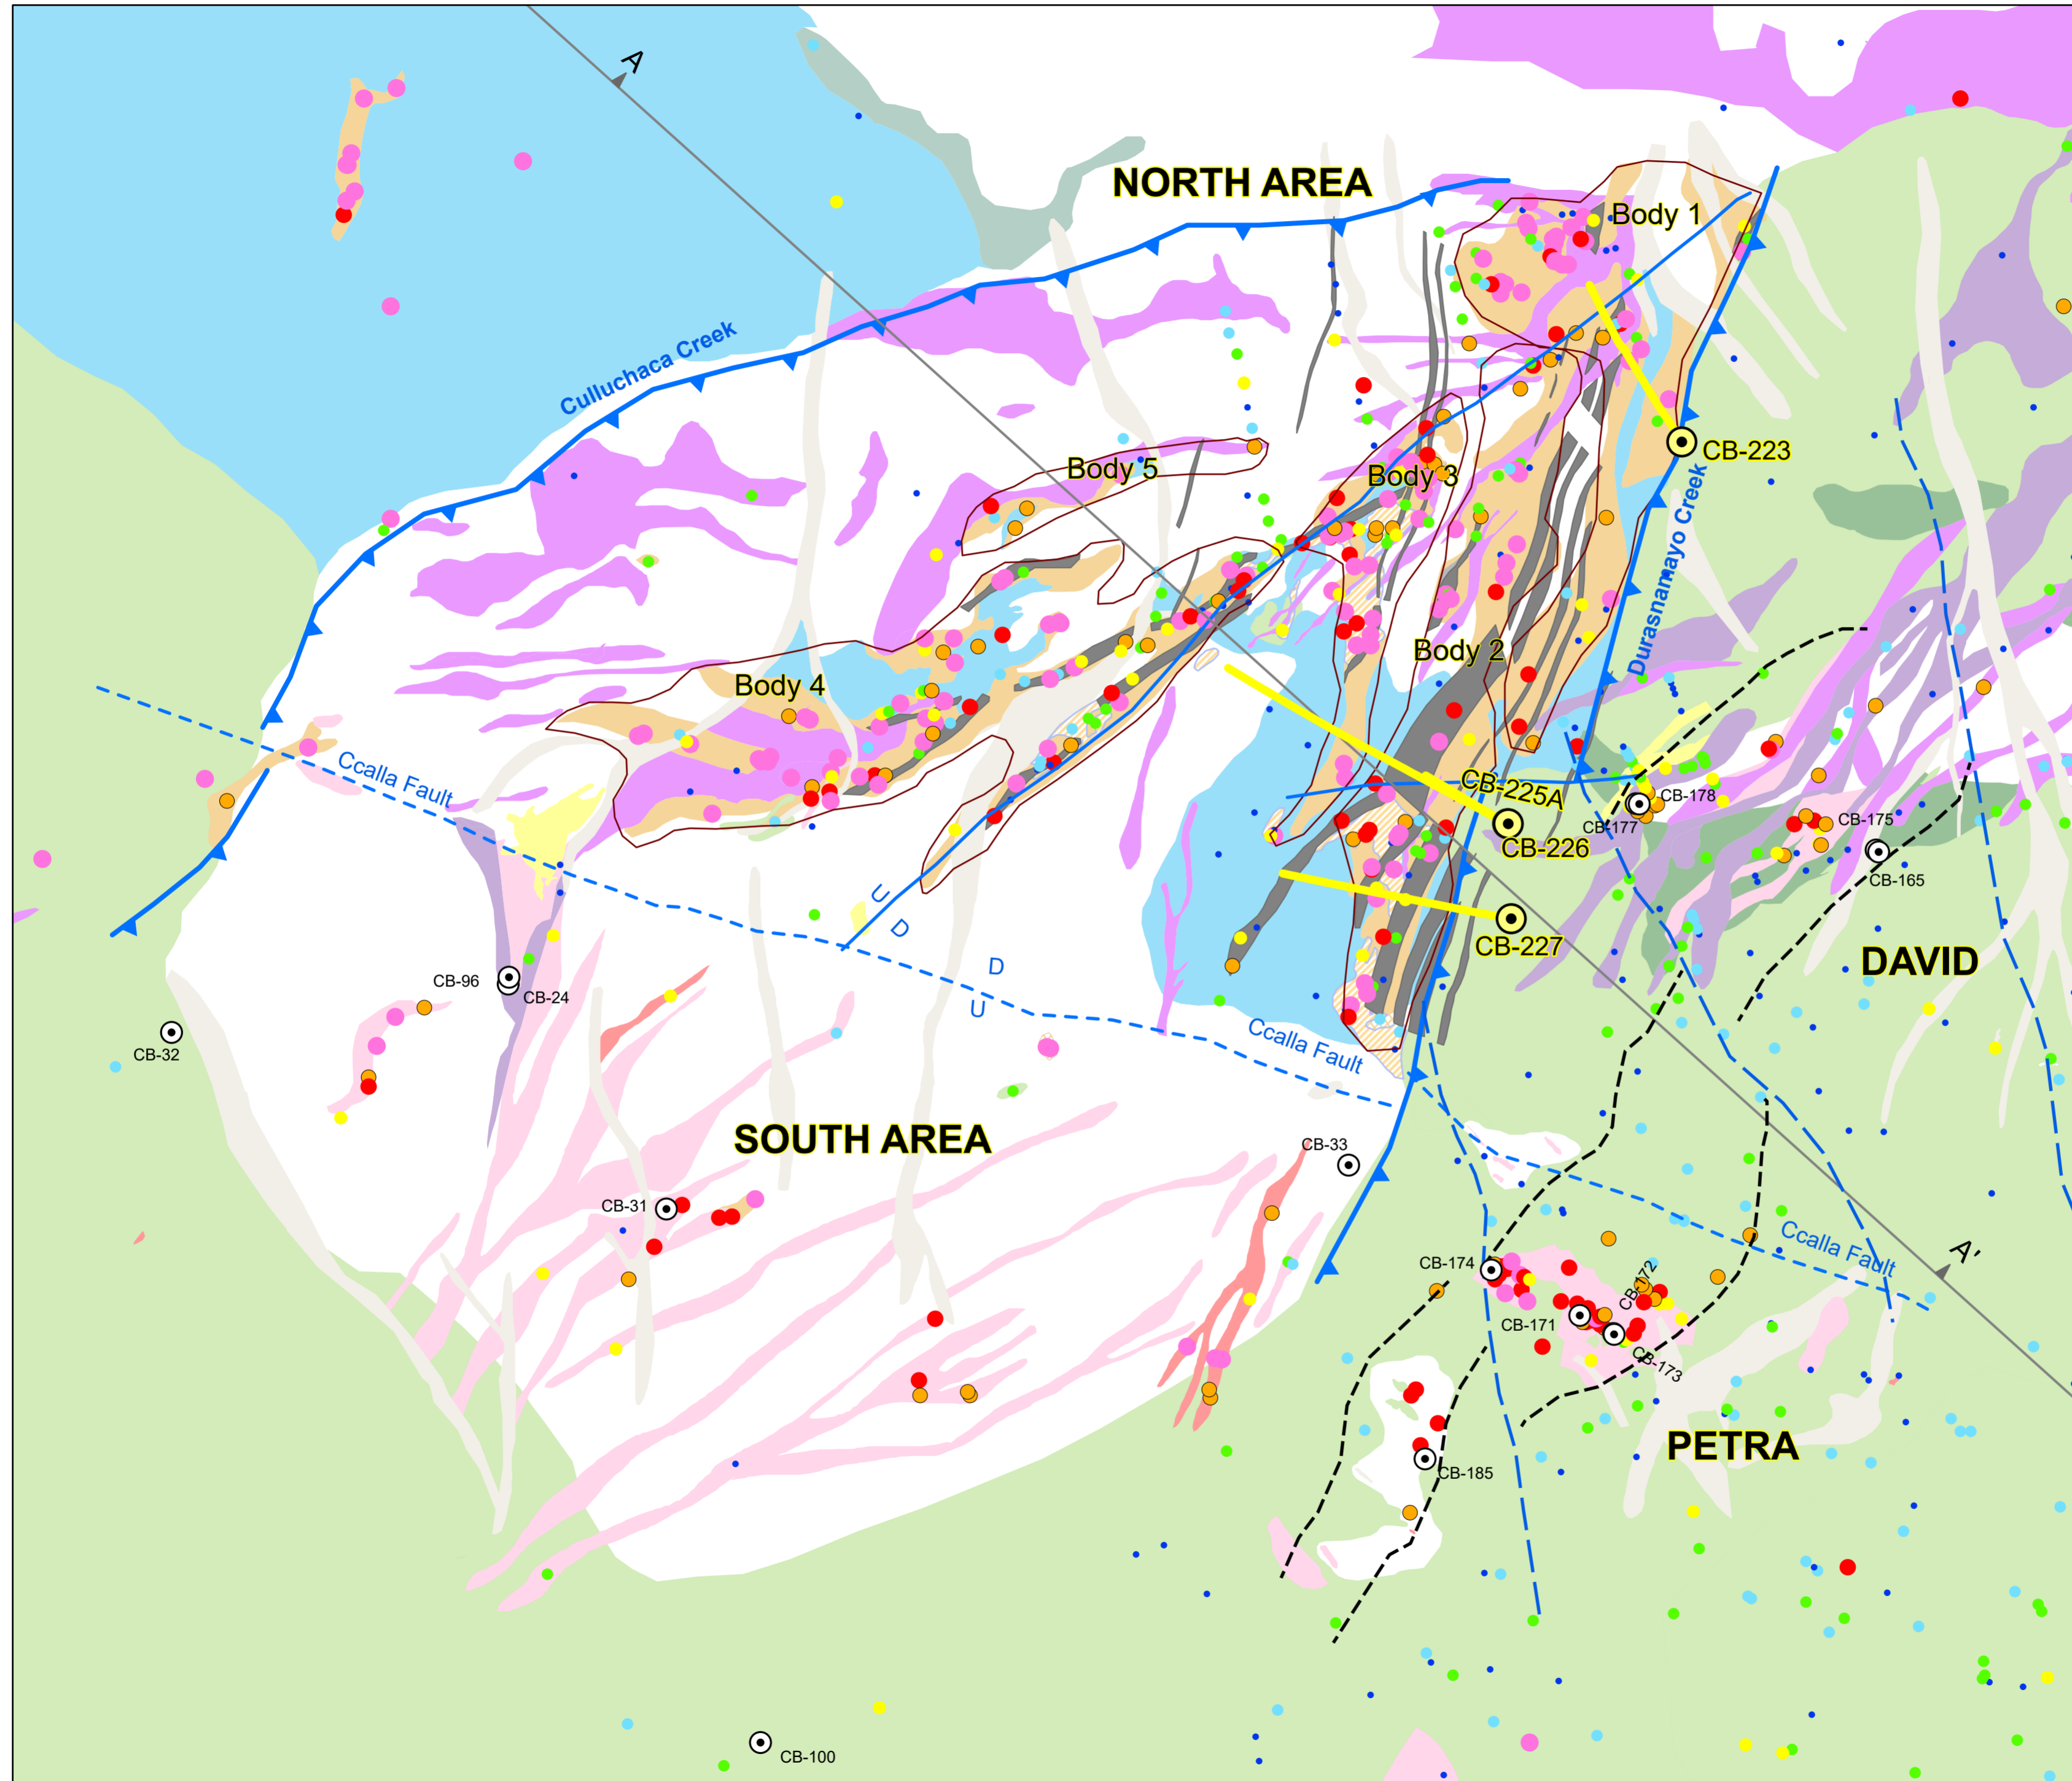 A
NORTH AREA
Body 1
Culluchaca Creek
Body 5
Body 3
CB-223
Durasnamayo Creek
Body 2
Body 4
Ccalla Fault
CB-225A
CB-178
CB-177
CB-175
CB-226
CB-165
U
D
CB-227
DAVID
D
U
CB-96
CB-24
Ccalla Fault
CB-32
SOUTH AREA
CB-33
CB-31
Ccalla Fault
A'
CB-174
CB-172
CB-171
CB-173
PETRA
CB-185
CB-100